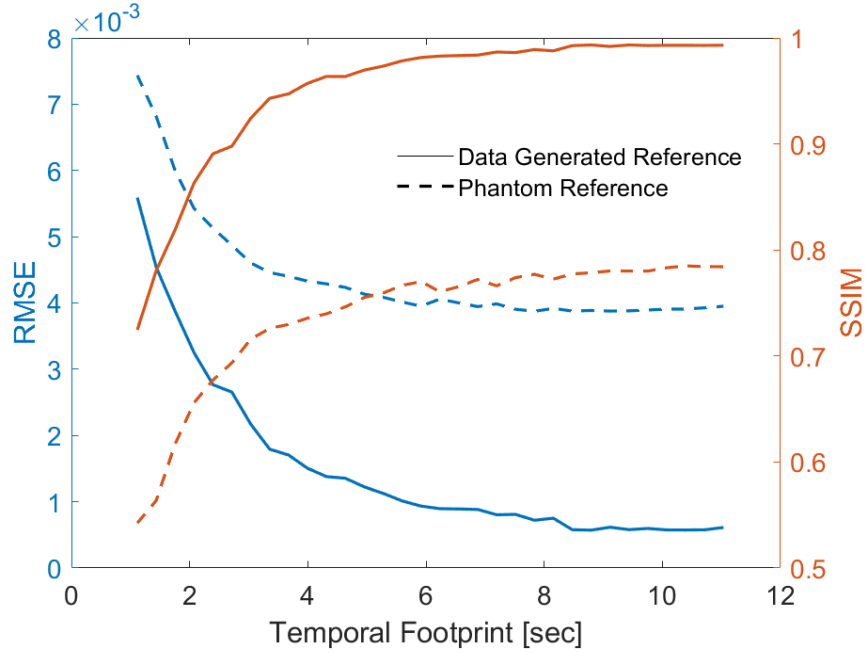 ×10-3
8
7
6
5
4
3
2
1
0
RMSE
Data Generated Reference
Phantom Reference
1
0.9
0.8
0.7
0.6
0.5
SSIM
0 2 4 6 8 10 12
Temporal Footprint [sec]